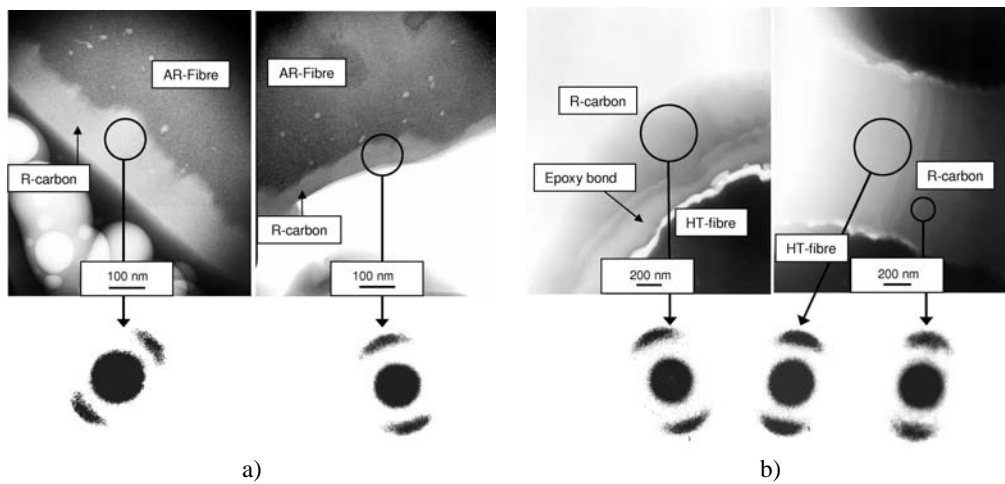 AR-Fibre
R-carbon
100 nm
AR-Fibre
R-carbon
100 nm
a)
R-carbon
Epoxy bond
HT-fibre
200 nm
R-carbon
HT-fibre
200 nm
b)